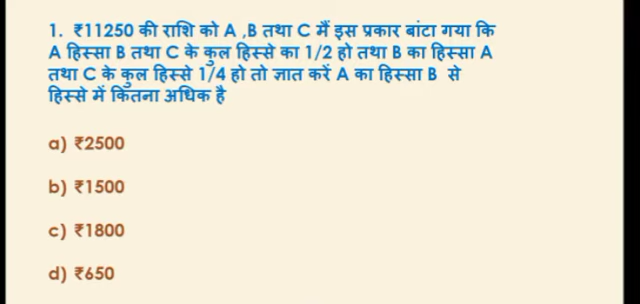 1. ₹11250 की राशि को A ,B तथा C मैं इस प्रकार बांटा गया कि
A हिस्सा B तथा C के कुल हिस्से का 1/2 हो तथा B का हिस्सा A
तथा C के कुल हिस्से 1/4 हो तो ज्ञात करें A का हिस्सा B से
हिस्से में कितना अधिक है
a) ₹2500
b) ₹1500
c) ₹1800
d) ₹650